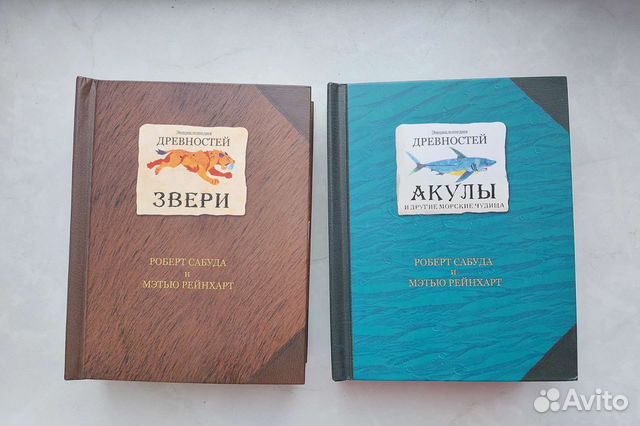 Энциклопедия
ДРЕВНОСТЕЙ
ЗВЕРИ
РОБЕРТ САБУДА
и
МЭТЬЮ РЕЙНХАРТ
Энциклопедия
ДРЕВНОСТЕЙ
АКУЛЫ
И ДРУГИЕ МОРСКИЕ ЧУДИЩА
РОБЕРТ САБУДА
и
МЭТЬЮ РЕЙНХАРТ
Avito